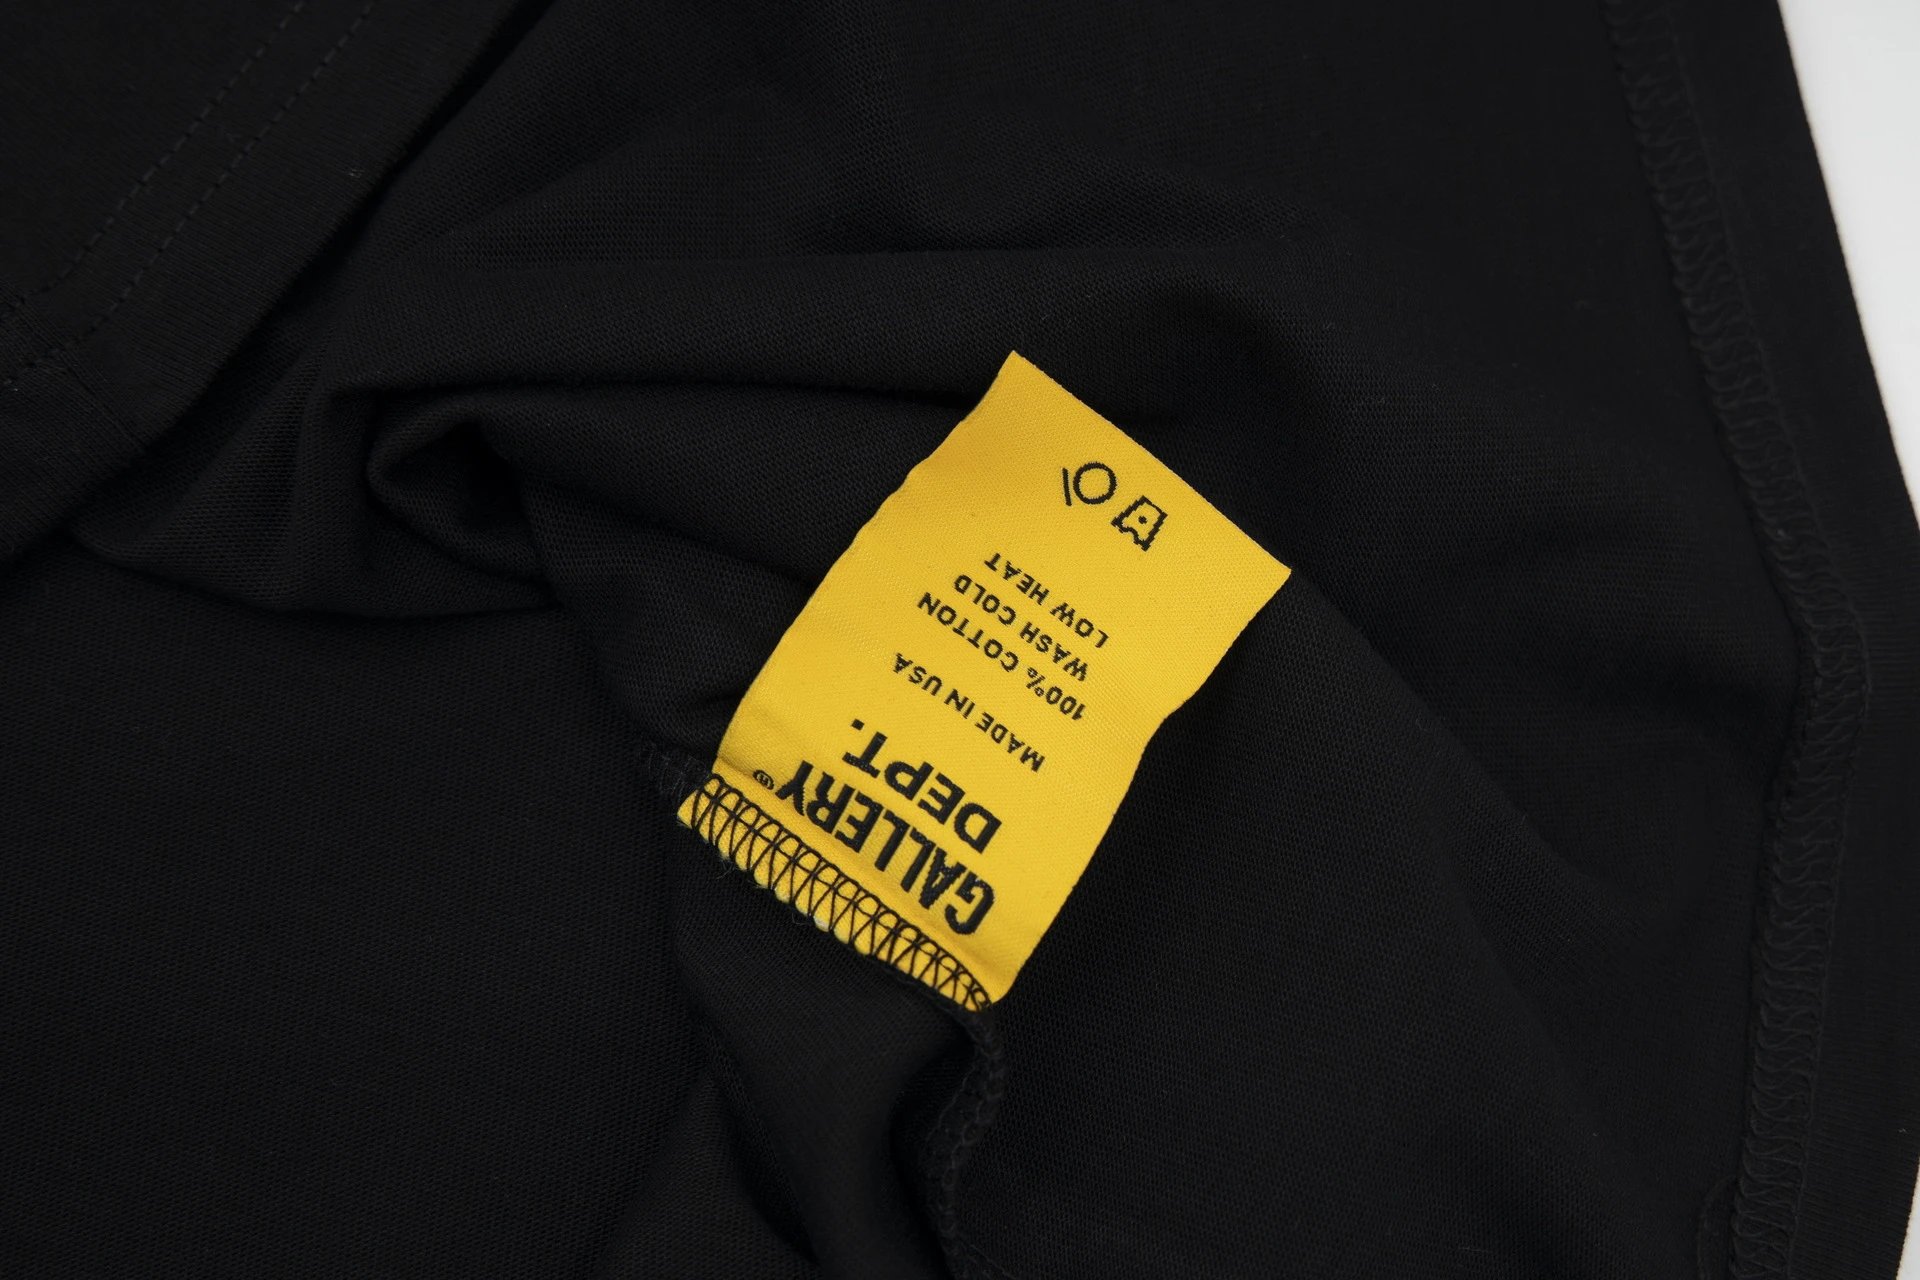 GALLERY®
DEPT.
MADE IN USA
100% COTTON
WASH COLD
LOW HEAT